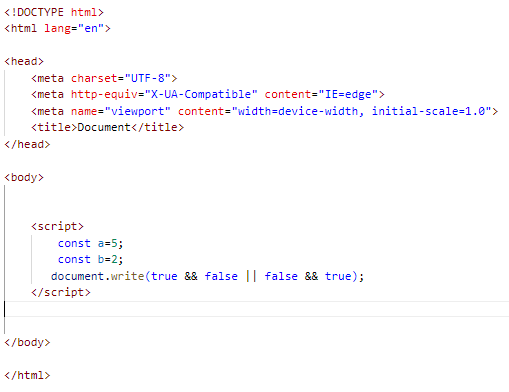 <!DOCTYPE html>
<html lang="en">
<head>
<meta charset="UTF-8">
<meta http-equiv="X-UA-Compatible" content="IE=edge">
<meta name="viewport" content="width=device-width, initial-scale=1.0">
<title>Document</title>
</head>
<body>
<script>
const a=5;
const b=2;
document.write(true && false || false && true);
</script>
</body>
</html>